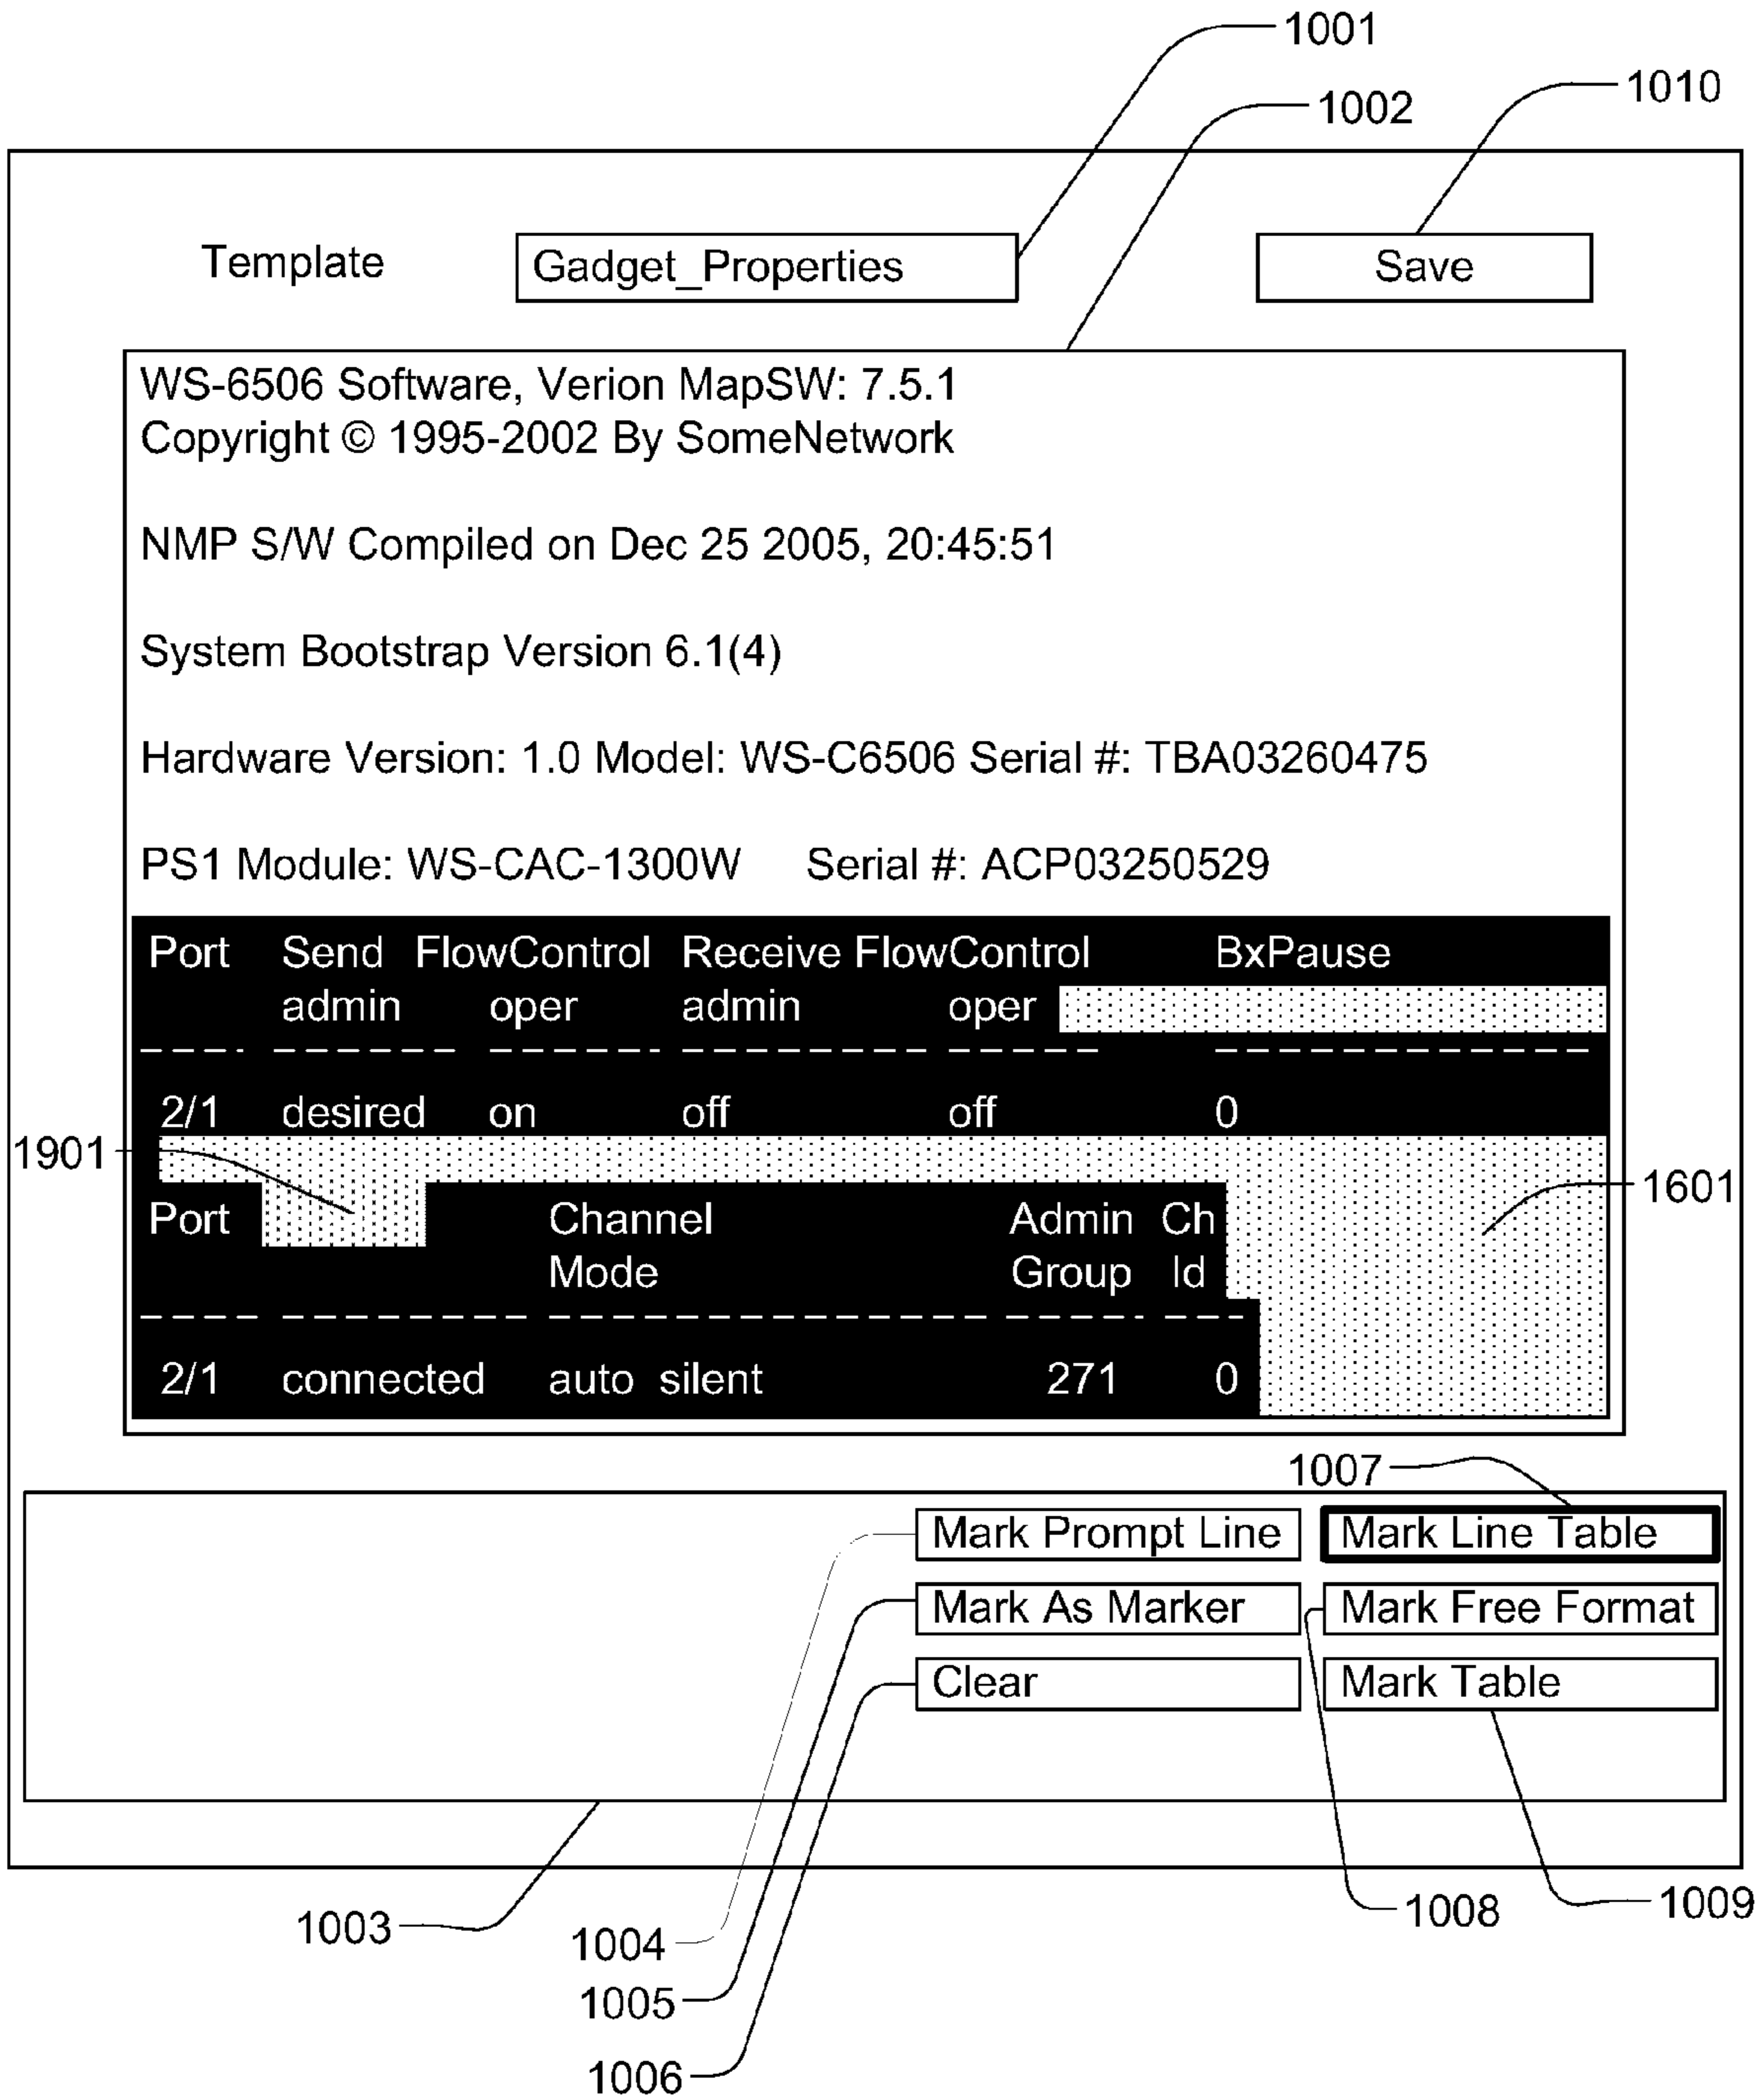 1001
1002
1010
Template
Gadget_Properties
Save
WS-6506 Software, Verion MapSW: 7.5.1
Copyright © 1995-2002 By SomeNetwork
NMP S/W Compiled on Dec 25 2005, 20:45:51
System Bootstrap Version 6.1(4)
Hardware Version: 1.0 Model: WS-C6506 Serial #: TBA03260475
PS1 Module: WS-CAC-1300W Serial #: ACP03250529
Port Send FlowControl Receive FlowControl BxPause
admin oper admin oper
2/1 desired on off off 0
1901
1601
Port Channel Admin Ch
Mode Group Id
2/1 connected auto silent 271 0
1007
Mark Prompt Line Mark Line Table
Mark As Marker Mark Free Format
Clear Mark Table
1003
1004
1005
1006
1008
1009